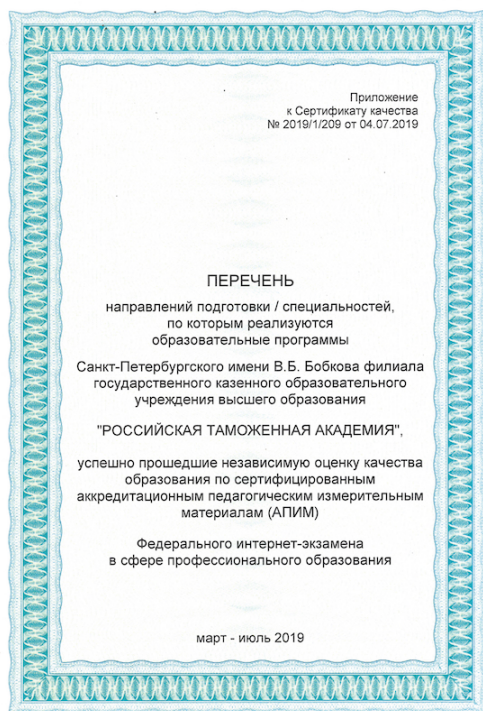 Приложение
к Сертификату качества
№ 2019/1/209 от 04.07.2019
ПЕРЕЧЕНЬ
направлений подготовки / специальностей,
по которым реализуются
образовательные программы
Санкт-Петербургского имени В.Б. Бобкова филиала
государственного казенного образовательного
учреждения высшего образования
"РОССИЙСКАЯ ТАМОЖЕННАЯ АКАДЕМИЯ",
успешно прошедшие независимую оценку качества
образования по сертифицированным
аккредитационным педагогическим измерительным
материалам (АПИМ)
Федерального интернет-экзамена
в сфере профессионального образования
март - июль 2019